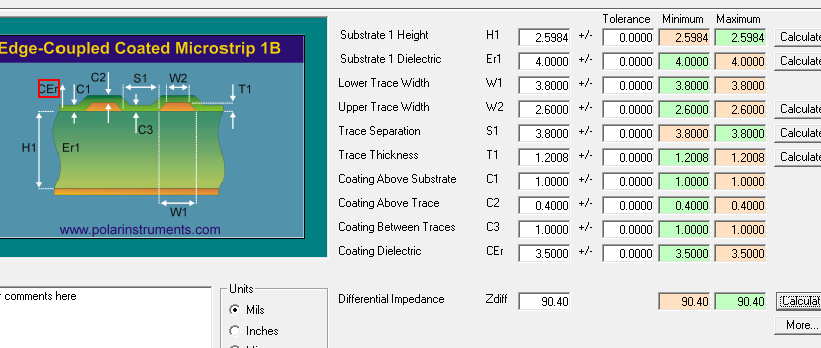 Tolerance Minimum Maximum
Edge-Coupled Coated Microstrip 1B
CEr C1 C2 S1 W2 T1
C3
H1 Er1
W1
www.polarinstruments.com
Substrate 1 Height H1 2.5984 +/- 0.0000 2.5984 2.5984 Calculate
Substrate 1 Dielectric Er1 4.0000 +/- 0.0000 4.0000 4.0000 Calculate
Lower Trace Width W1 3.8000 +/- 0.0000 3.8000 3.8000
Upper Trace Width W2 2.6000 +/- 0.0000 2.6000 2.6000 Calculate
Trace Separation S1 3.8000 +/- 0.0000 3.8000 3.8000 Calculate
Trace Thickness T1 1.2008 +/- 0.0000 1.2008 1.2008 Calculate
Coating Above Substrate C1 1.0000 +/- 0.0000 1.0000 1.0000
Coating Above Trace C2 0.4000 +/- 0.0000 0.4000 0.4000
Coating Between Traces C3 1.0000 +/- 0.0000 1.0000 1.0000
Coating Dielectric CEr 3.5000 +/- 0.0000 3.5000 3.5000
Differential Impedance Zdiff 90.40 90.40 90.40 Calculat
More...
comments here
Units
Mils
Inches